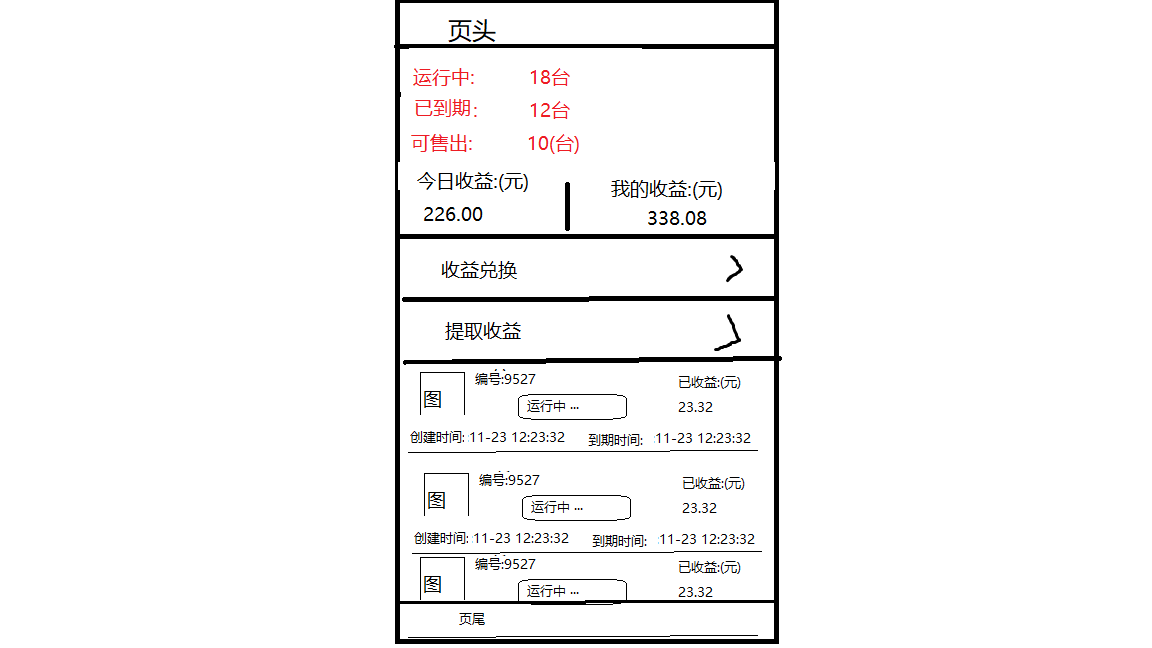 页头
运行中: 18台
已到期: 12台
可售出: 10(台)
今日收益:(元) 我的收益:(元)
226.00 338.08
收益兑换
提取收益
图 编号:9527 已收益:(元)
运行中 ... 23.32
创建时间: 11-23 12:23:32 到期时间: 11-23 12:23:32
图 编号:9527 已收益:(元)
运行中 ... 23.32
创建时间: 11-23 12:23:32 到期时间: 11-23 12:23:32
图 编号:9527 已收益:(元)
运行中 ... 23.32
页尾